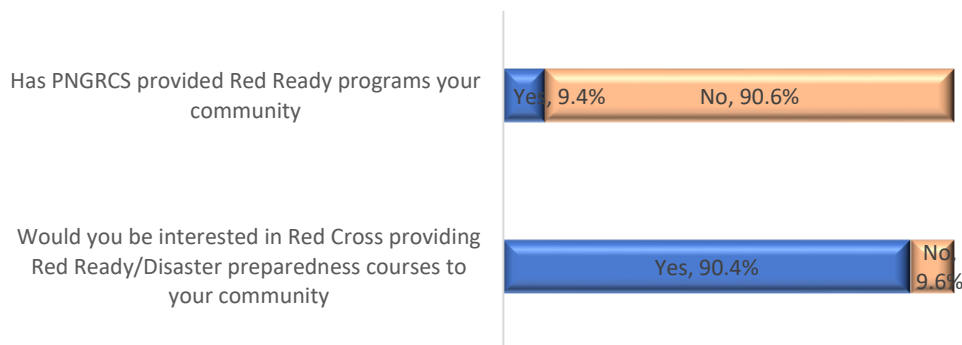 Has PNGRCS provided Red Ready programs your
community
Yes, 9.4%
No, 90.6%
Would you be interested in Red Cross providing
Red Ready/Disaster preparedness courses to
your community
Yes, 90.4%
No,
9.6%